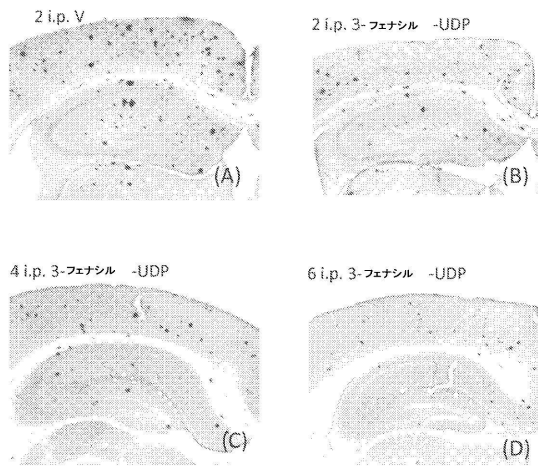 2 i.p. V
2 i.p. 3-フェナシル -UDP
(A)
(B)
4 i.p. 3-フェナシル -UDP
6 i.p. 3-フェナシル -UDP
(C)
(D)